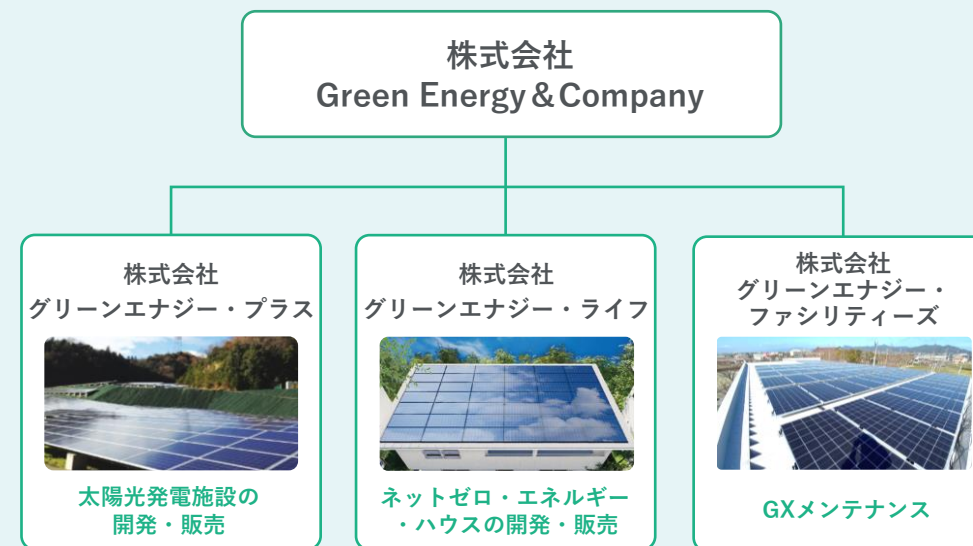 株式会社
Green Energy＆Company
株式会社
グリーンエナジー・プラス
太陽光発電施設の
開発・販売
株式会社
グリーンエナジー・ライフ
ネットゼロ・エネルギー
・ハウスの開発・販売
株式会社
グリーンエナジー・
ファシリティーズ
GXメンテナンス